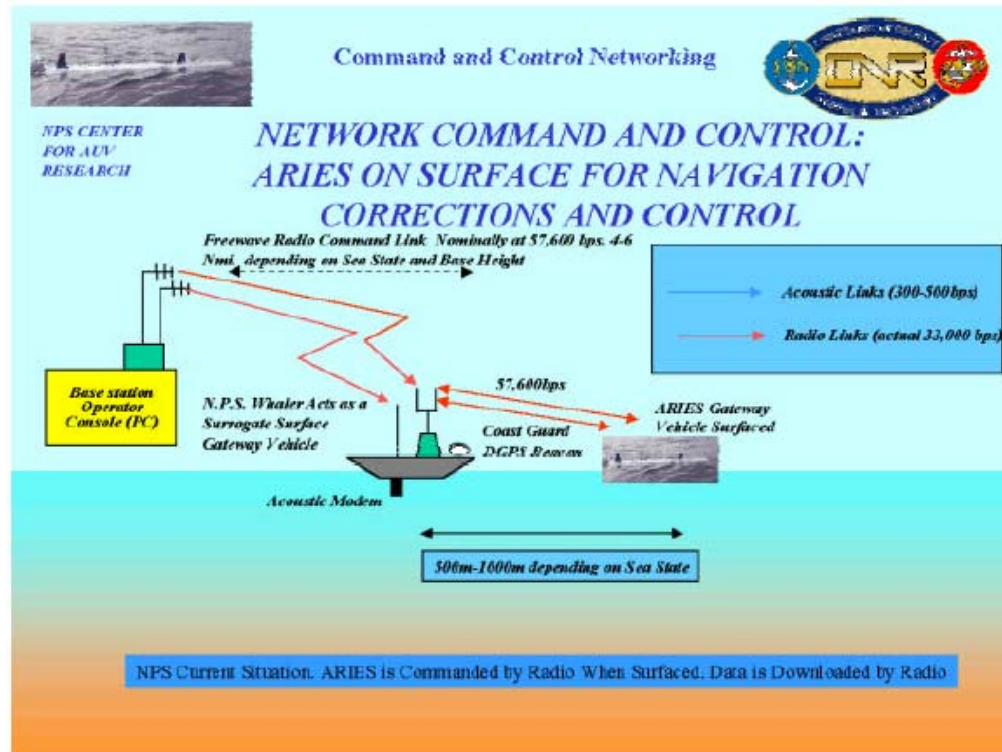 Command and Control Networking
NPS CENTER
FOR AUV
RESEARCH
NETWORK COMMAND AND CONTROL:
ARIES ON SURFACE FOR NAVIGATION
CORRECTIONS AND CONTROL
Freewave Radio Command Link Nominally at 57,600 bps. 4-6
Nmi, depending on Sea State and Base Height
Acoustic Links (300-500bps)
Radio Links (actual 33,000 bps)
Base station
Operator
Console (PC)
N.P.S. Whaler Acts as a
Surrogate Surface
Gateway Vehicle
57,600bps
Coast Guard
DGPS Beacon
ARIES Gateway
Vehicle Surfaced
Acoustic Modem
500m-1000m depending on Sea State
NPS Current Situation. ARIES is Commanded by Radio When Surfaced. Data is Downloaded by Radio